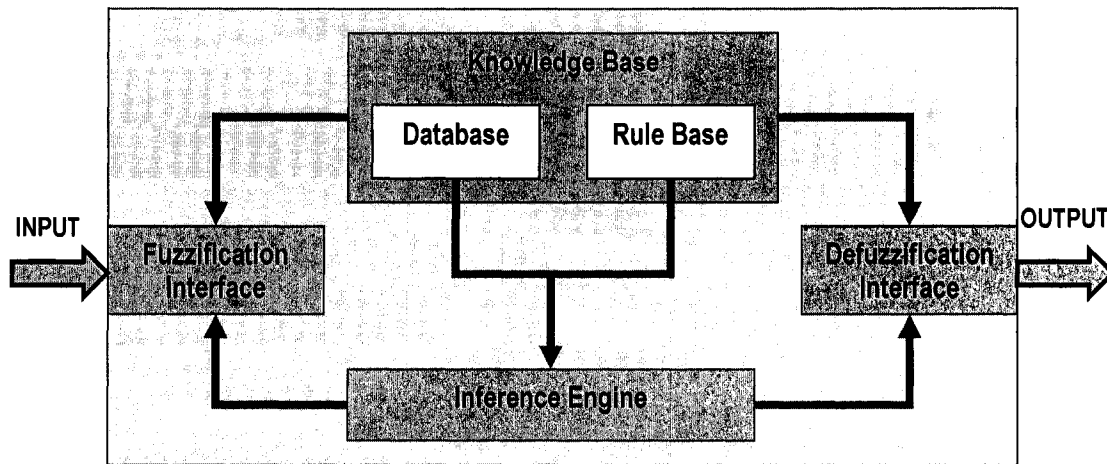 Knowledge Base
Database
Rule Base
INPUT
OUTPUT
Fuzzification
Interface
Defuzzification
Interface
Inference Engine